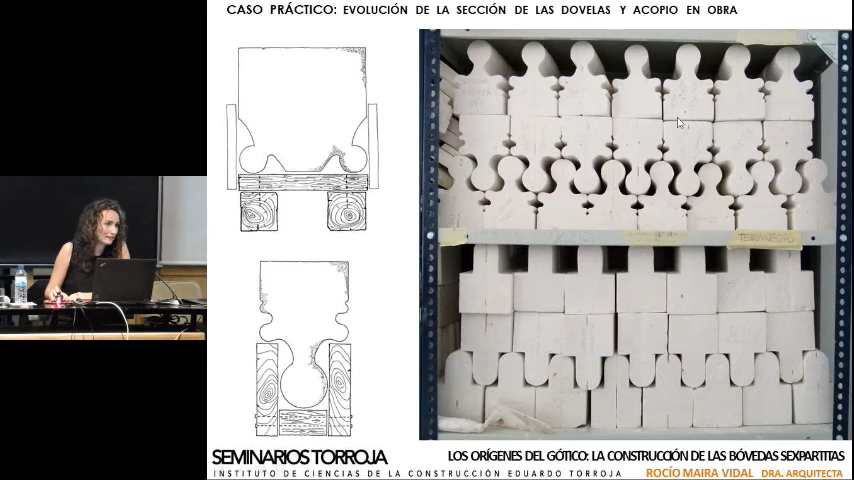 CASO PRÁCTICO: EVOLUCIÓN DE LA SECCIÓN DE LAS DOVELAS Y ACOPIO EN OBRA
SEMINARIOS TORROJA
INSTITUTO DE CIENCIAS DE LA CONSTRUCCIÓN EDUARDO TORROJA
LOS ORÍGENES DEL GÓTICO: LA CONSTRUCCIÓN DE LAS BÓVEDAS SEXPARTITAS
ROCÍO MAIRA VIDAL DRA. ARQUITECTA